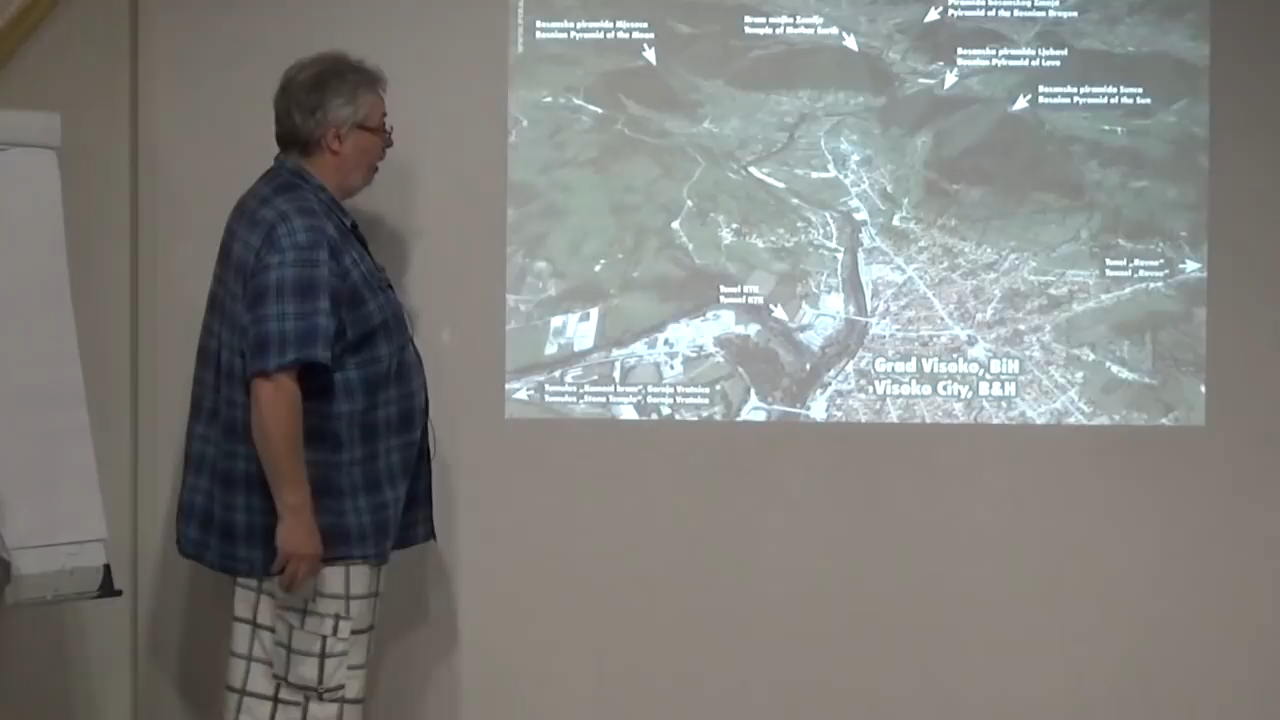 Piramida bosanskog Zmaja
Pyramid of the Bosnian Dragon
Bosanska piramida Mjeseca
Bosnian Pyramid of the Moon
Hram majke Zemlje
Temple of Mother Earth
Bosanska piramida Ljubavi
Bosnian Pyramid of Love
Bosanska piramida Sunca
Bosnian Pyramid of the Sun
Tunel „Ravne"
Tunnel „Ravne"
Tunel KTK
Tunnel KTK
Grad Visoko, BiH
Visoko City, B&H
Tumulus „Kameni hram", Gornja Vratnica
Tumulus „Stone Temple", Gornja Vratnica